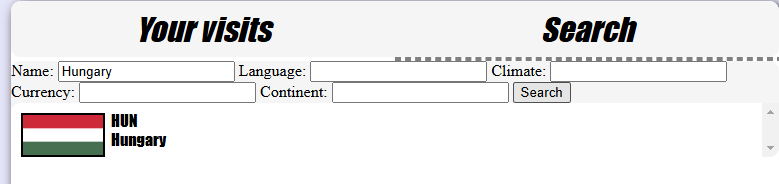 Your visits Search
Name: Hungary Language: Climate:
Currency: Continent: Search
HUN
Hungary